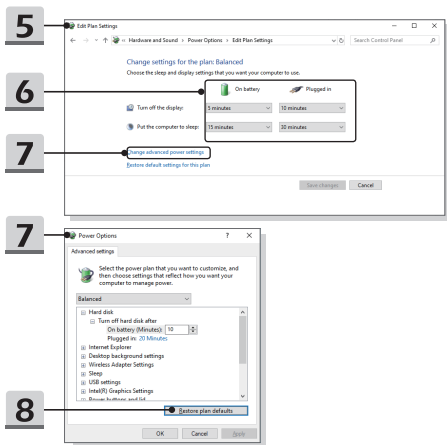 5
Edit Plan Settings
« Hardware and Sound › Power Options › Edit Plan Settings
Search Control Panel
Change settings for the plan: Balanced
Choose the sleep and display settings that you want your computer to use.
6
On battery
Plugged in
Turn off the display:
5 minutes
10 minutes
Put the computer to sleep:
15 minutes
30 minutes
7
Change advanced power settings
Restore default settings for this plan
Save changes
Cancel
7
Power Options
?
Advanced settings
Select the power plan that you want to customize, and
then choose settings that reflect how you want your
computer to manage power.
Balanced
Hard disk
Turn off hard disk after
On battery (Minutes): 10
Plugged in: 20 Minutes
Internet Explorer
Desktop background settings
Wireless Adapter Settings
Sleep
USB settings
Intel(R) Graphics Settings
Power buttons and lid
8
Restore plan defaults
OK
Cancel
Apply